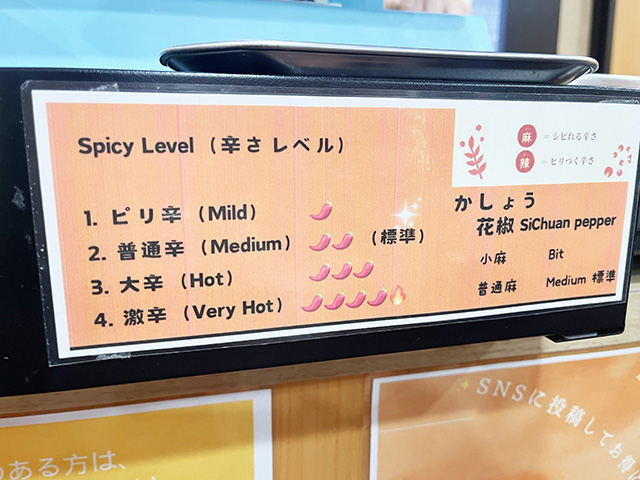 Spicy Level (辛さレベル)
1. ピリ辛 (Mild)
2. 普通辛 (Medium) (標準)
3. 大辛 (Hot)
4. 激辛 (Very Hot)
麻 = シビれる辛さ
辣 = ヒリつく辛さ
かしょう
花椒 SiChuan pepper
小麻 Bit
普通麻 Medium 標準
のある方は、
SNSに投稿してお得